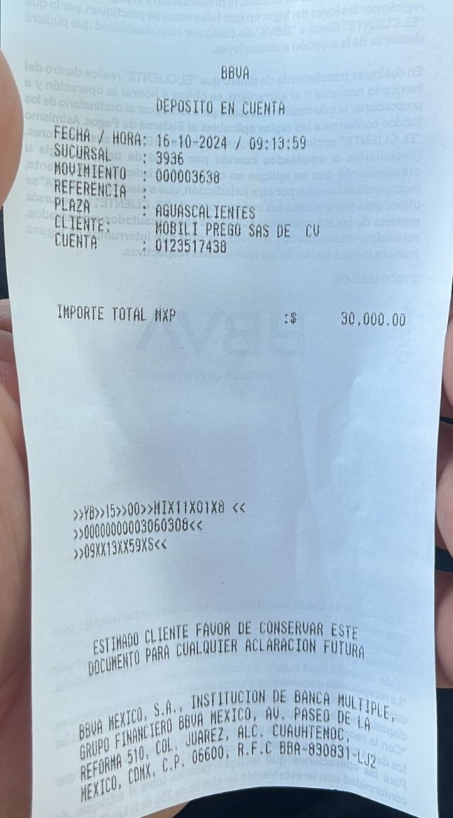 BBVA
DEPOSITO EN CUENTA
FECHA / HORA: 16-10-2024 / 09:13:59
SUCURSAL : 3936
MOVIMIENTO : 000003638
REFERENCIA :
PLAZA : AGUASCALIENTES
CLIENTE: MOBILI PREGO SAS DE CV
CUENTA : 0123517438
IMPORTE TOTAL MXP :$ 30,000.00
>>YB>>15>>00>>MIX11X01X8 <<
>>00000000003060308<<
>>09XX13XX59XS<<
ESTIMADO CLIENTE FAVOR DE CONSERVAR ESTE
DOCUMENTO PARA CUALQUIER ACLARACION FUTURA
BBVA MEXICO, S.A., INSTITUCION DE BANCA MULTIPLE,
GRUPO FINANCIERO BBVA MEXICO, AV. PASEO DE LA
REFORMA 510, COL. JUAREZ, ALC. CUAUHTEMOC,
MEXICO, CDMX, C.P. 06600, R.F.C BBA-830831-LJ2